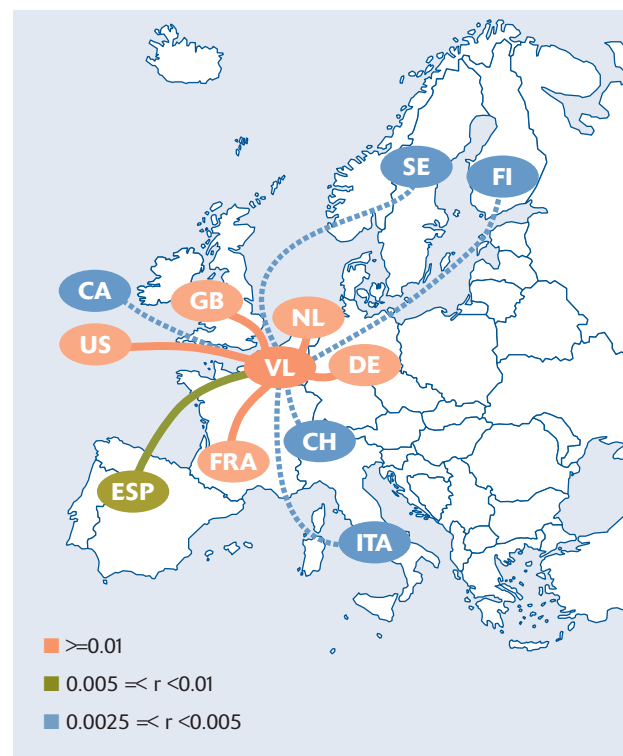 SE
FI
CA
GB
NL
US
VL
DE
CH
FRA
ESP
ITA
>=0.01
0.005 =< r <0.01
0.0025 =< r <0.005